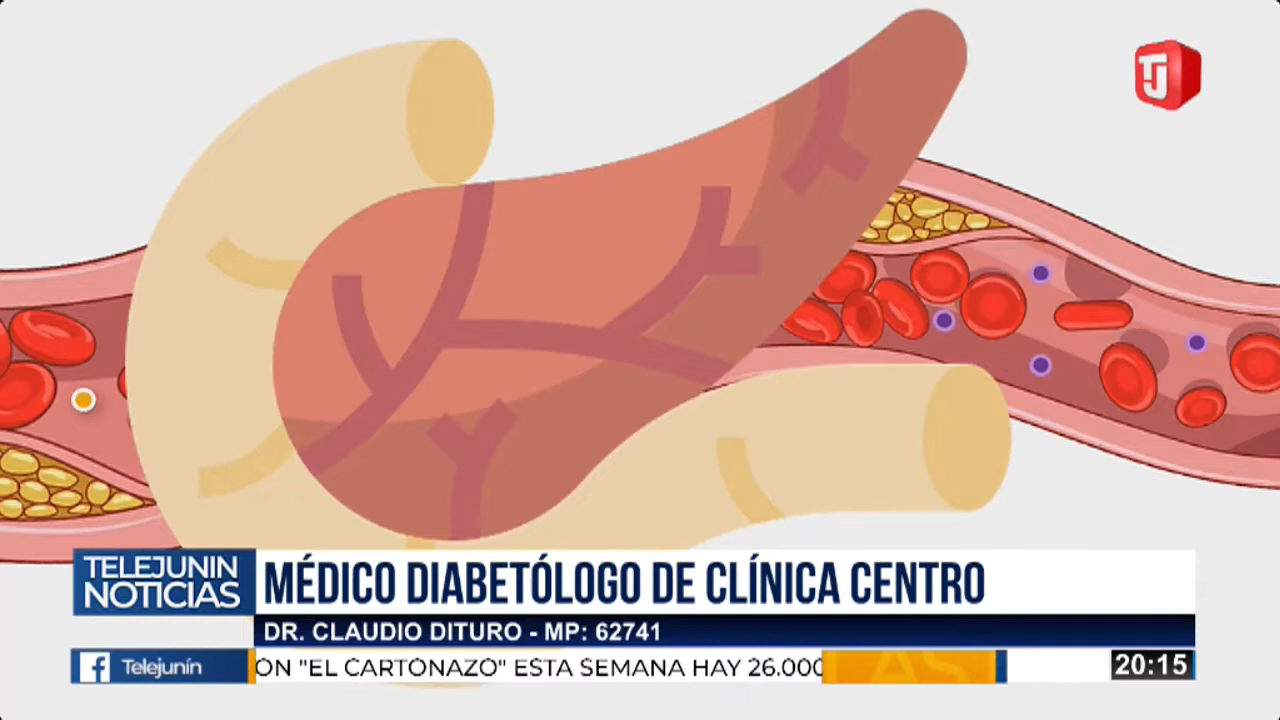 TJ
TELEJUNIN
NOTICIAS
MÉDICO DIABETÓLOGO DE CLÍNICA CENTRO
DR. CLAUDIO DITURO - MP: 62741
Telejunín
ON "EL CARTONAZO" ESTA SEMANA HAY 26.000
AS
20:15